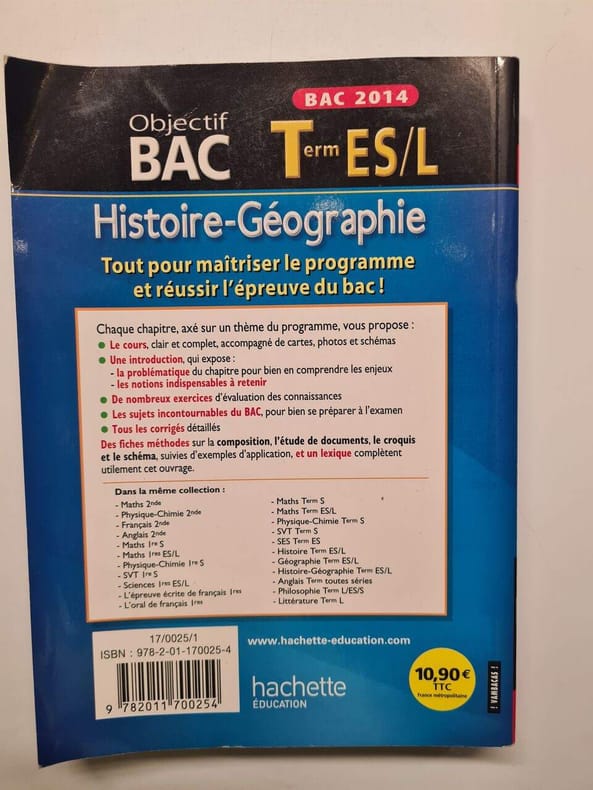 BAC 2014
Objectif
BAC
Term ES/L
Histoire-Géographie
Tout pour maîtriser le programme
et réussir l'épreuve du bac !
Chaque chapitre, axé sur un thème du programme, vous propose :
● Le cours, clair et complet, accompagné de cartes, photos et schémas
● Une introduction, qui expose :
- la problématique du chapitre pour bien en comprendre les enjeux
- les notions indispensables à retenir
● De nombreux exercices d'évaluation des connaissances
● Les sujets incontournables du BAC, pour bien se préparer à l'examen
● Tous les corrigés détaillés
Des fiches méthodes sur la composition, l'étude de documents, le croquis
et le schéma, suivies d'exemples d'application, et un lexique complètent
utilement cet ouvrage.
Dans la même collection :
- Maths 2nde
- Physique-Chimie 2nde
- Français 2nde
- Anglais 2nde
- Maths 1re S
- Maths 1res ES/L
- Physique-Chimie 1re S
- SVT 1re S
- Sciences 1res ES/L
- L'épreuve écrite de français 1res
- L'oral de français 1res
- Maths Term S
- Maths Term ES/L
- Physique-Chimie Term S
- SVT Term S
- SES Term ES
- Histoire Term ES/L
- Géographie Term ES/L
- Histoire-Géographie Term ES/L
- Anglais Term toutes séries
- Philosophie Term L/ES/S
- Littérature Term L
17/0025/1
ISBN : 978-2-01-170025-4
9 782011 700254
www.hachette-education.com
hachette
ÉDUCATION
10,90 €
TTC
France métropolitaine
! VAMBACAS !